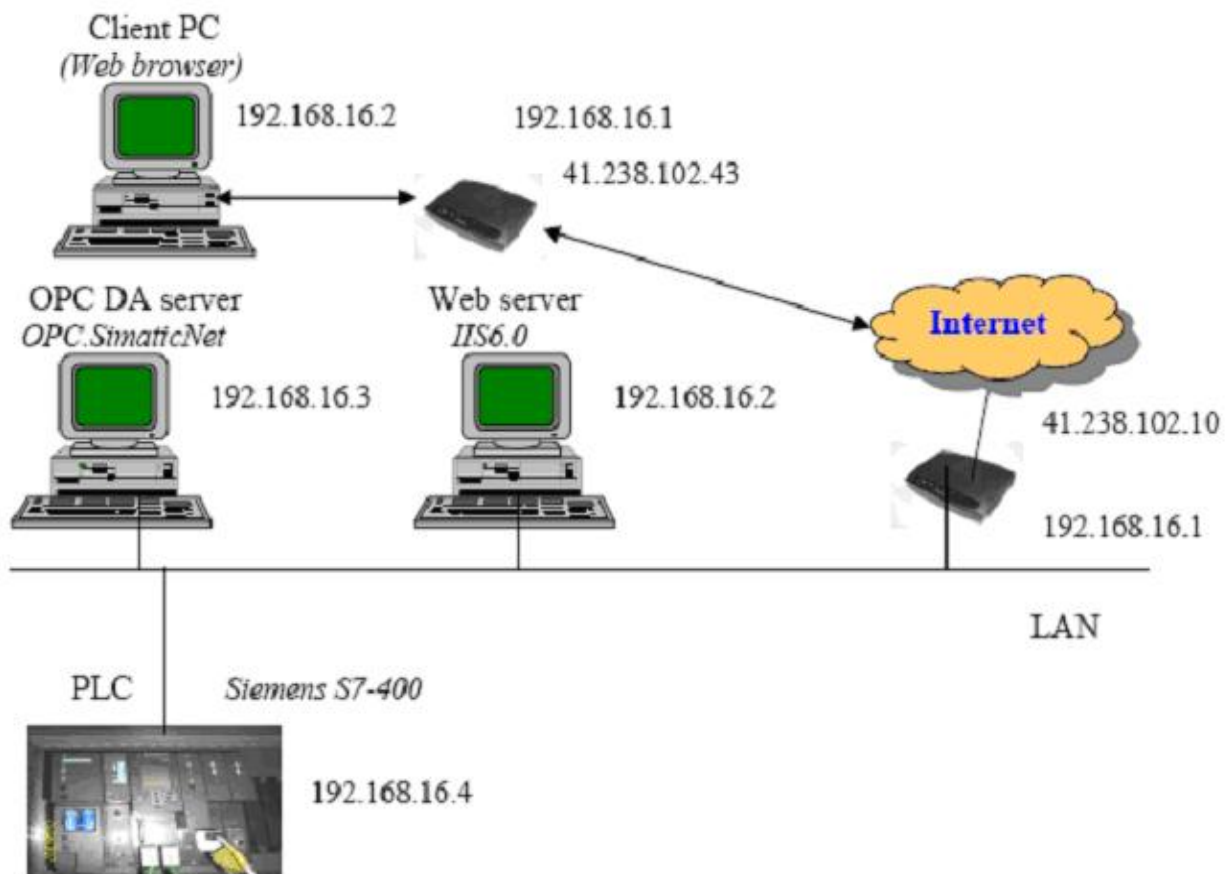 Client PC
(Web browser)
192.168.16.2
192.168.16.1
41.238.102.43
OPC DA server
OPC.SimaticNet
192.168.16.3
Web server
IIS6.0
192.168.16.2
Internet
41.238.102.10
192.168.16.1
LAN
PLC
Siemens S7-400
192.168.16.4